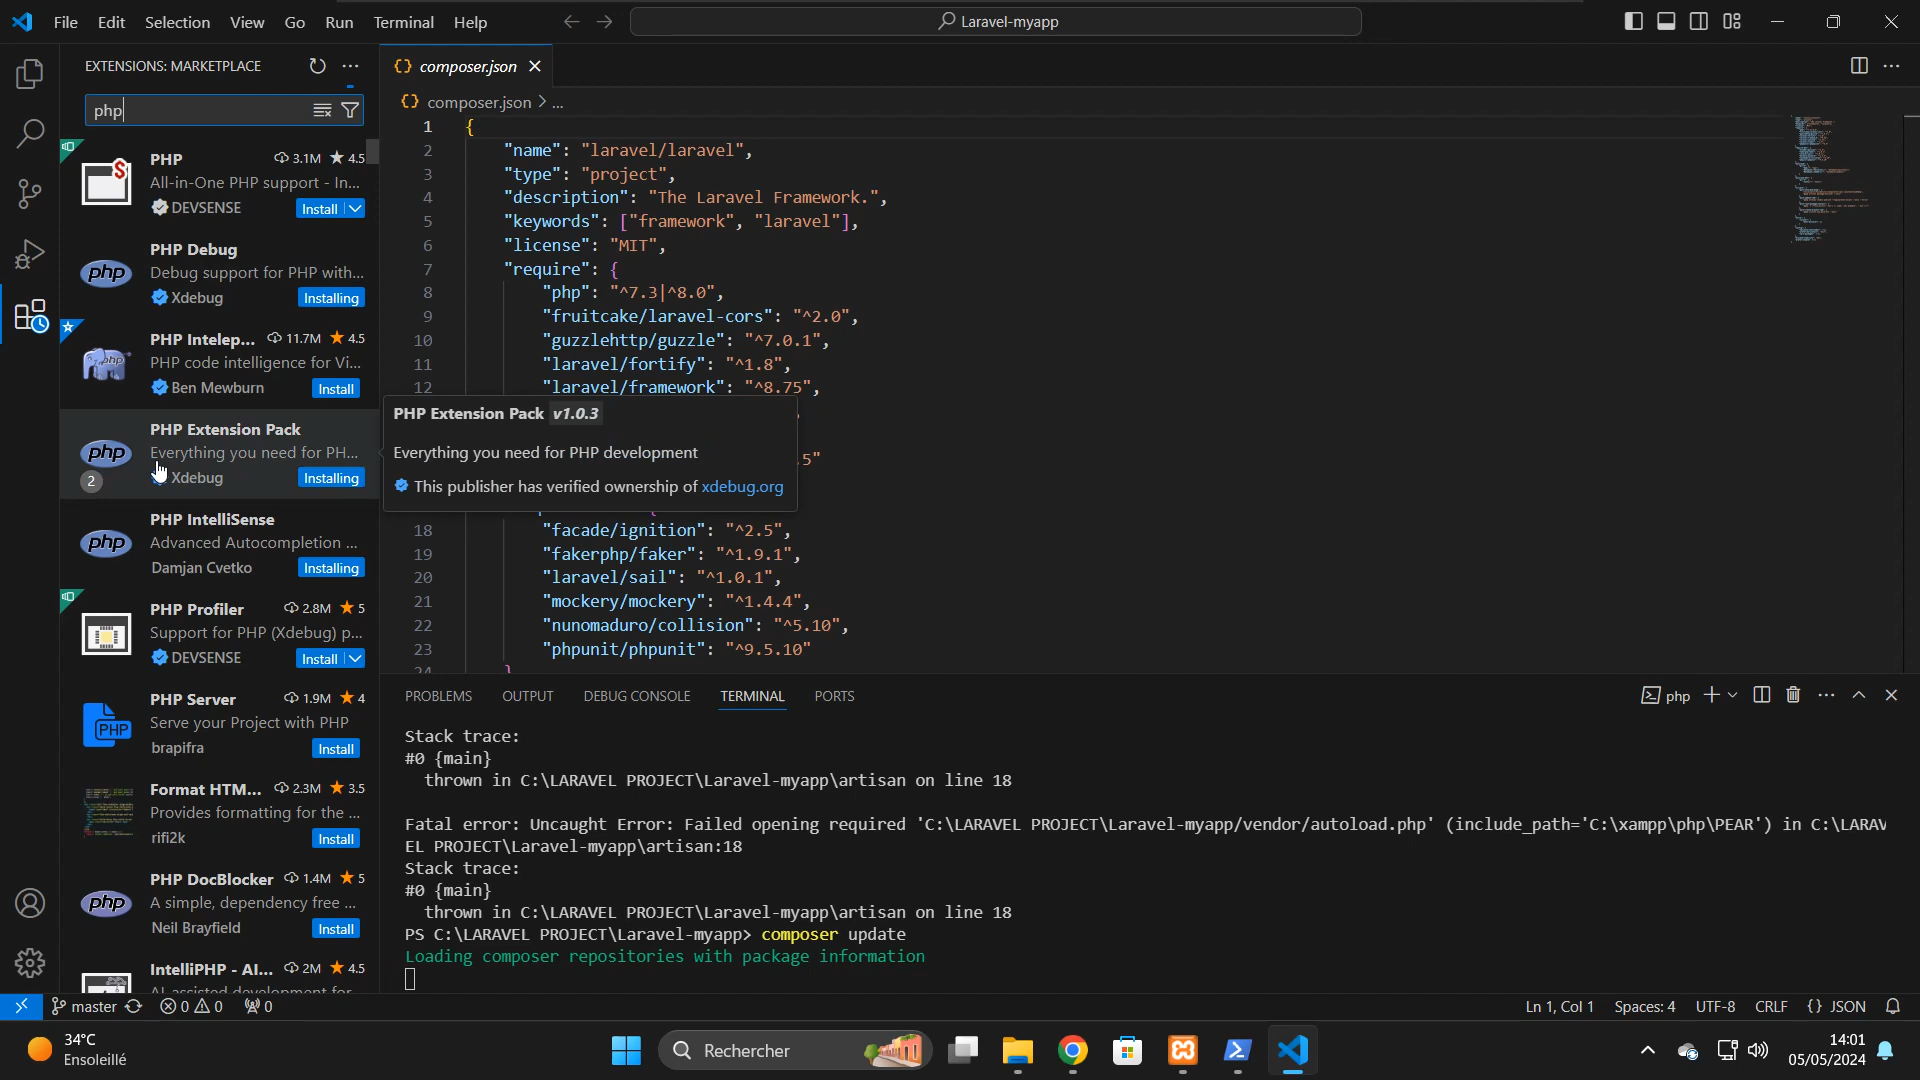 File Edit Selection View Go Run Terminal Help
Laravel-myapp
EXTENSIONS: MARKETPLACE
php
PHP 3.1M 4.5
All-in-One PHP support - In...
DEVSENSE Install
PHP Debug
Debug support for PHP with...
Xdebug Installing
PHP Intelep... 11.7M 4.5
PHP code intelligence for Vi...
Ben Mewburn Install
PHP Extension Pack
Everything you need for PH...
2 Xdebug Installing
PHP IntelliSense
Advanced Autocompletion ...
Damjan Cvetko Installing
PHP Profiler 2.8M 5
Support for PHP (Xdebug) p...
DEVSENSE Install
PHP Server 1.9M 4
Serve your Project with PHP
brapifra Install
Format HTM... 2.3M 3.5
Provides formatting for the ...
rifi2k Install
PHP DocBlocker 1.4M 5
A simple, dependency free ...
Neil Brayfield Install
IntelliPHP - AI... 2M 4.5
AI-assisted development for
composer.json
composer.json > ...
1 {
2 "name": "laravel/laravel",
3 "type": "project",
4 "description": "The Laravel Framework.",
5 "keywords": ["framework", "laravel"],
6 "license": "MIT",
7 "require": {
8 "php": "^7.3|^8.0",
9 "fruitcake/laravel-cors": "^2.0",
10 "guzzlehttp/guzzle": "^7.0.1",
11 "laravel/fortify": "^1.8",
12 "laravel/framework": "^8.75",
PHP Extension Pack v1.0.3
Everything you need for PHP development
This publisher has verified ownership of xdebug.org
5"
18 "facade/ignition": "^2.5",
19 "fakerphp/faker": "^1.9.1",
20 "laravel/sail": "^1.0.1",
21 "mockery/mockery": "^1.4.4",
22 "nunomaduro/collision": "^5.10",
23 "phpunit/phpunit": "^9.5.10"
24 }
PROBLEMS OUTPUT DEBUG CONSOLE TERMINAL PORTS
php
Stack trace:
#0 {main}
thrown in C:\LARAVEL PROJECT\Laravel-myapp\artisan on line 18
Fatal error: Uncaught Error: Failed opening required 'C:\LARAVEL PROJECT\Laravel-myapp/vendor/autoload.php' (include_path='C:\xampp\php\PEAR') in C:\LARAV
EL PROJECT\Laravel-myapp\artisan:18
Stack trace:
#0 {main}
thrown in C:\LARAVEL PROJECT\Laravel-myapp\artisan on line 18
PS C:\LARAVEL PROJECT\Laravel-myapp> composer update
Loading composer repositories with package information
master 0 0 0
Ln 1, Col 1 Spaces: 4 UTF-8 CRLF {} JSON
34°C
Ensoleillé
Rechercher
14:01
05/05/2024